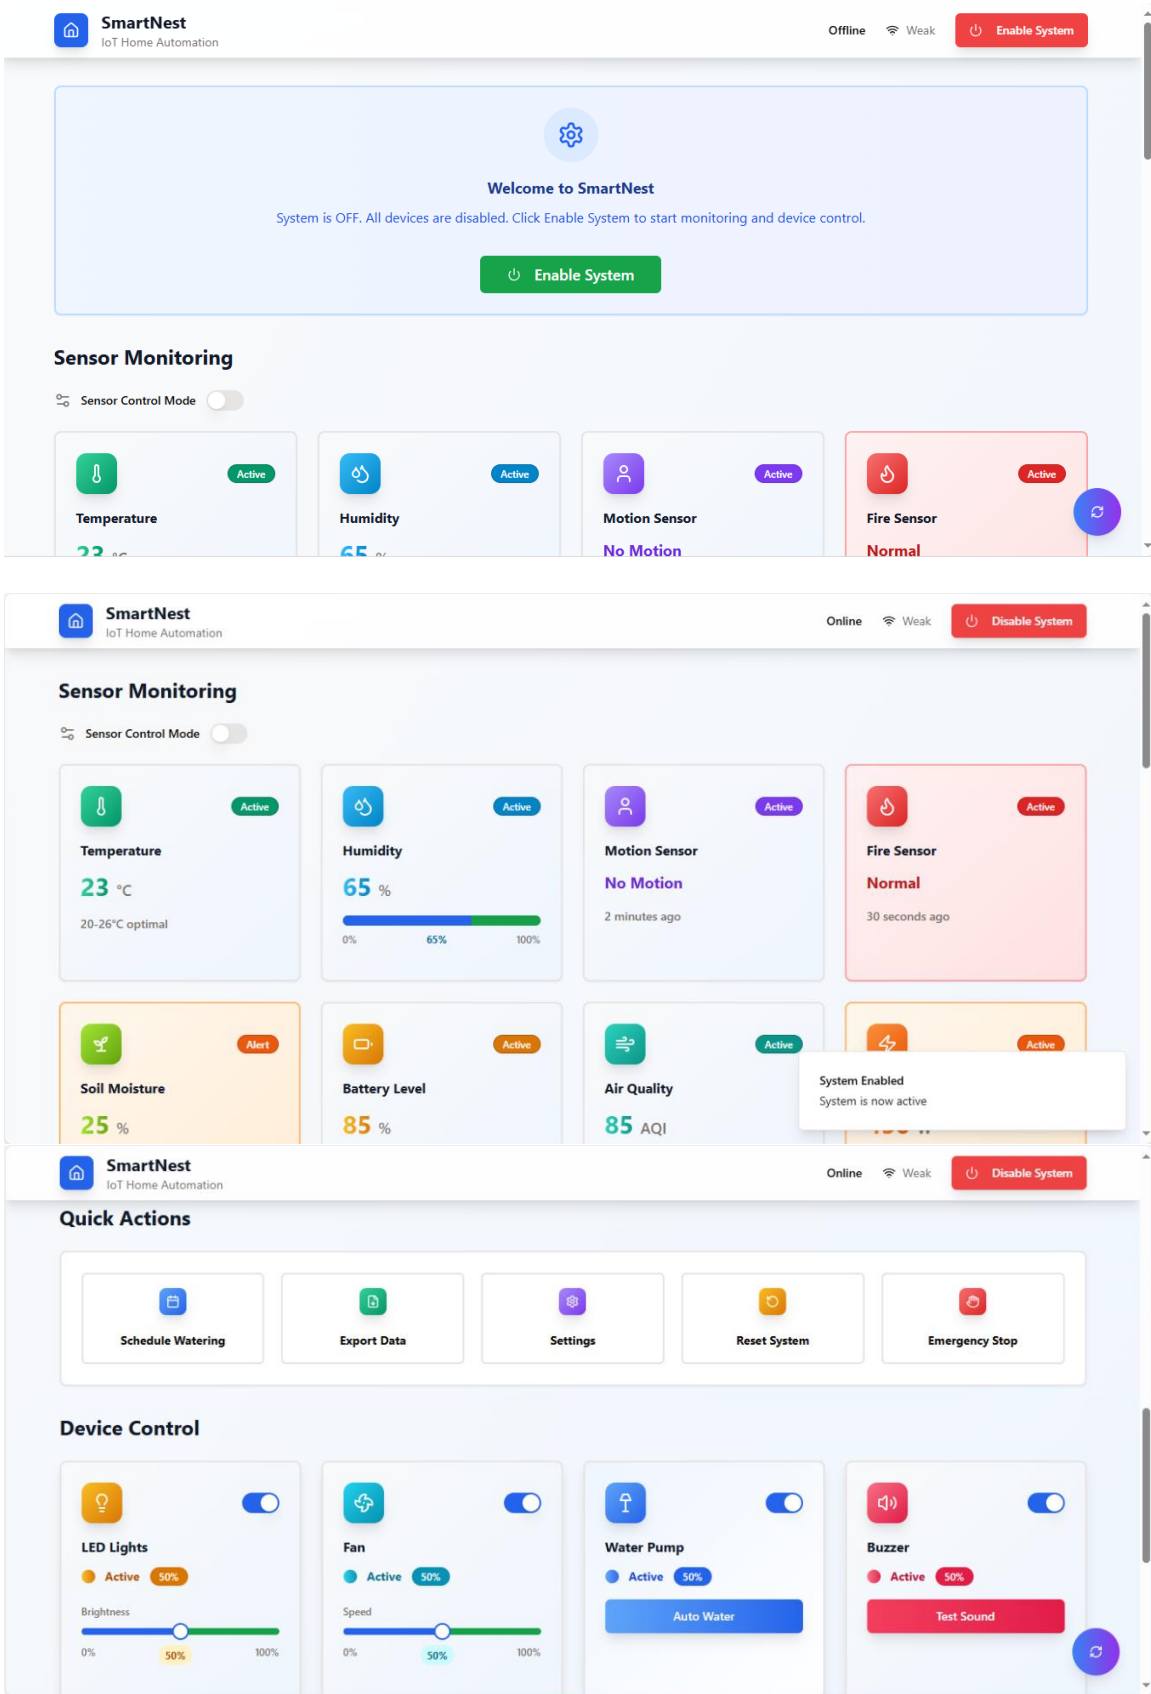 SmartNest
IoT Home Automation
Offline Weak Enable System
Welcome to SmartNest
System is OFF. All devices are disabled. Click Enable System to start monitoring and device control.
Enable System
Sensor Monitoring
Sensor Control Mode
Active Active Active Active
Temperature Humidity Motion Sensor Fire Sensor
23 °C 65 % No Motion Normal
SmartNest
IoT Home Automation
Online Weak Disable System
Sensor Monitoring
Sensor Control Mode
Active Active Active Active
Temperature Humidity Motion Sensor Fire Sensor
23 °C 65 % No Motion Normal
20-26°C optimal 2 minutes ago 30 seconds ago
0% 65% 100%
Alert Active Active Active
Soil Moisture Battery Level Air Quality
25 % 85 % 85 AQI
System Enabled
System is now active
SmartNest
IoT Home Automation
Online Weak Disable System
Quick Actions
Schedule Watering Export Data Settings Reset System Emergency Stop
Device Control
LED Lights Fan Water Pump Buzzer
Active 50% Active 50% Active 50% Active 50%
Brightness Speed Auto Water Test Sound
0% 50% 100% 0% 50% 100%